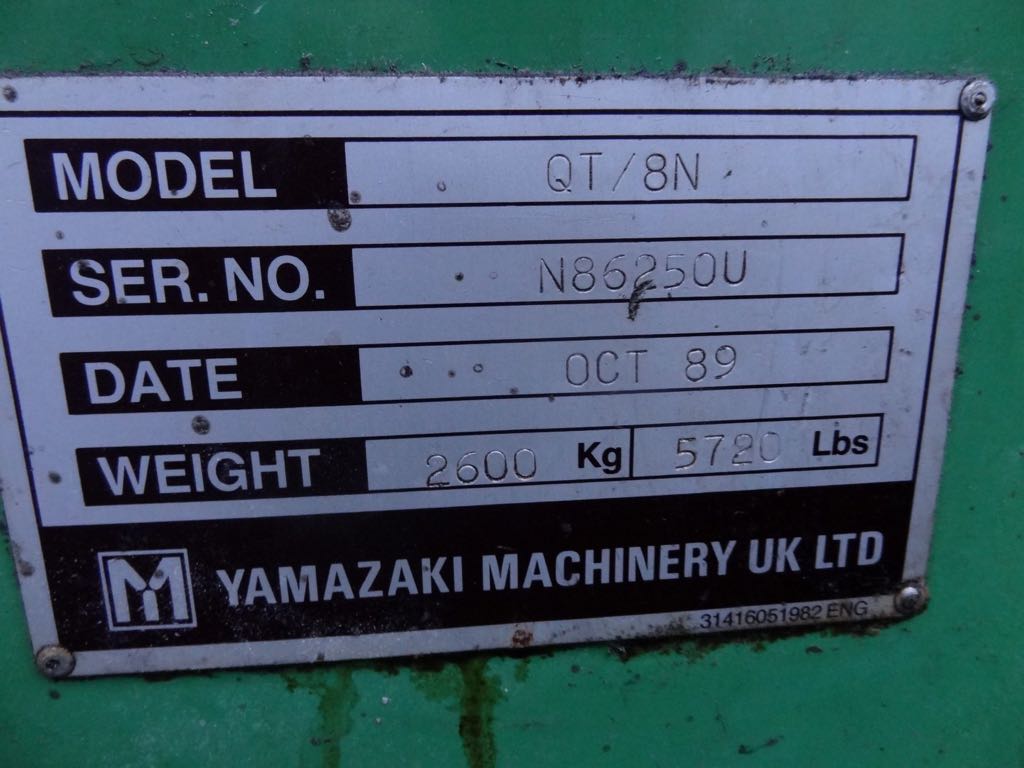 MODEL QT/8N
SER. NO. N86250U
DATE OCT 89
WEIGHT 2600 Kg 5720 Lbs
M YAMAZAKI MACHINERY UK LTD
31416051982 ENG